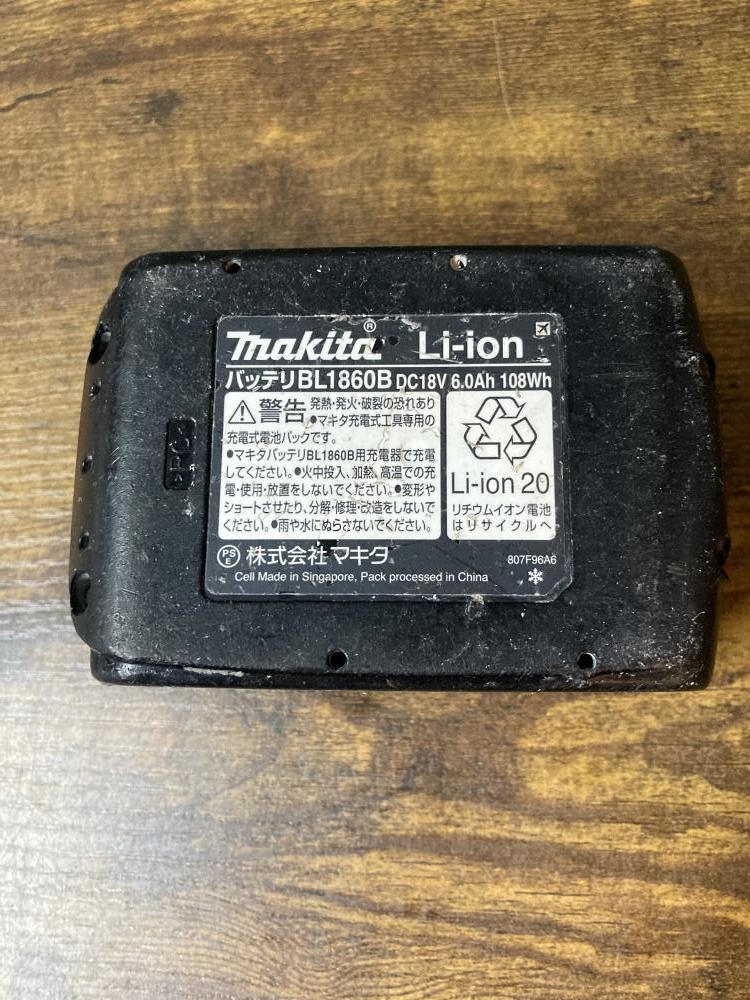 makita® Li-ion
バッテリBL1860B DC18V 6.0Ah 108Wh
⚠警告 発熱・発火・破裂の恐れあり
●マキタ充電式工具専用の
充電式電池パックです。
●マキタバッテリBL1860B用充電器で充
電してください。●火中投入、加熱、高温での充
電・使用・放置をしないでください。●変形や
ショートさせたり、分解・修理・改造をしないで
ください。●雨や水にぬらさないでください。
Li-ion 20
リチウムイオン電池
はリサイクルへ
PS
E
株式会社マキタ
807F96A6
Cell Made in Singapore, Pack processed in China
>PC<